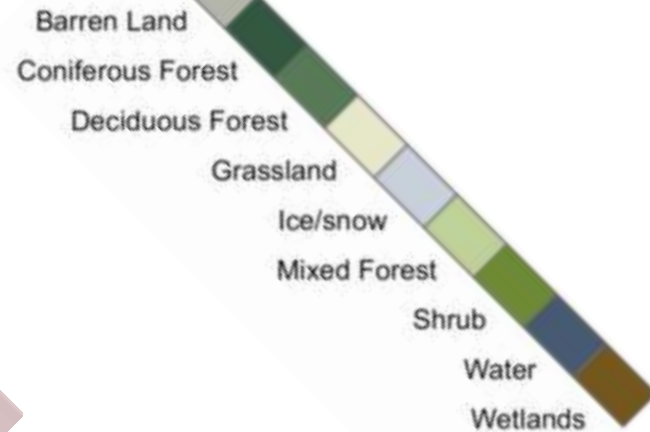 Barren Land
Coniferous Forest
Deciduous Forest
Grassland
Ice/snow
Mixed Forest
Shrub
Water
Wetlands